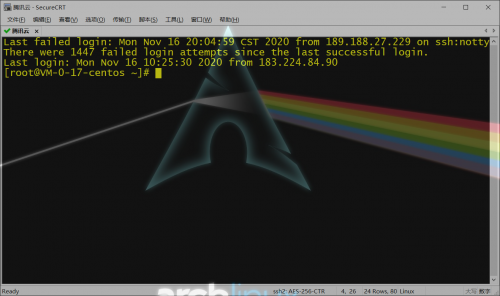 腾讯云 - SecureCRT
文件(F) 编辑(E) 查看(V) 选项(O) 传输(T) 脚本(S) 工具(L) 窗口(W) 帮助(H)
腾讯云
Last failed login: Mon Nov 16 20:04:59 CST 2020 from 189.188.27.229 on ssh:notty
There were 1447 failed login attempts since the last successful login.
Last login: Mon Nov 16 10:25:30 2020 from 183.224.84.90
[root@VM-0-17-centos ~]#
Ready ssh2: AES-256-CTR 4, 26 24 Rows, 80 Linux 大写 数字